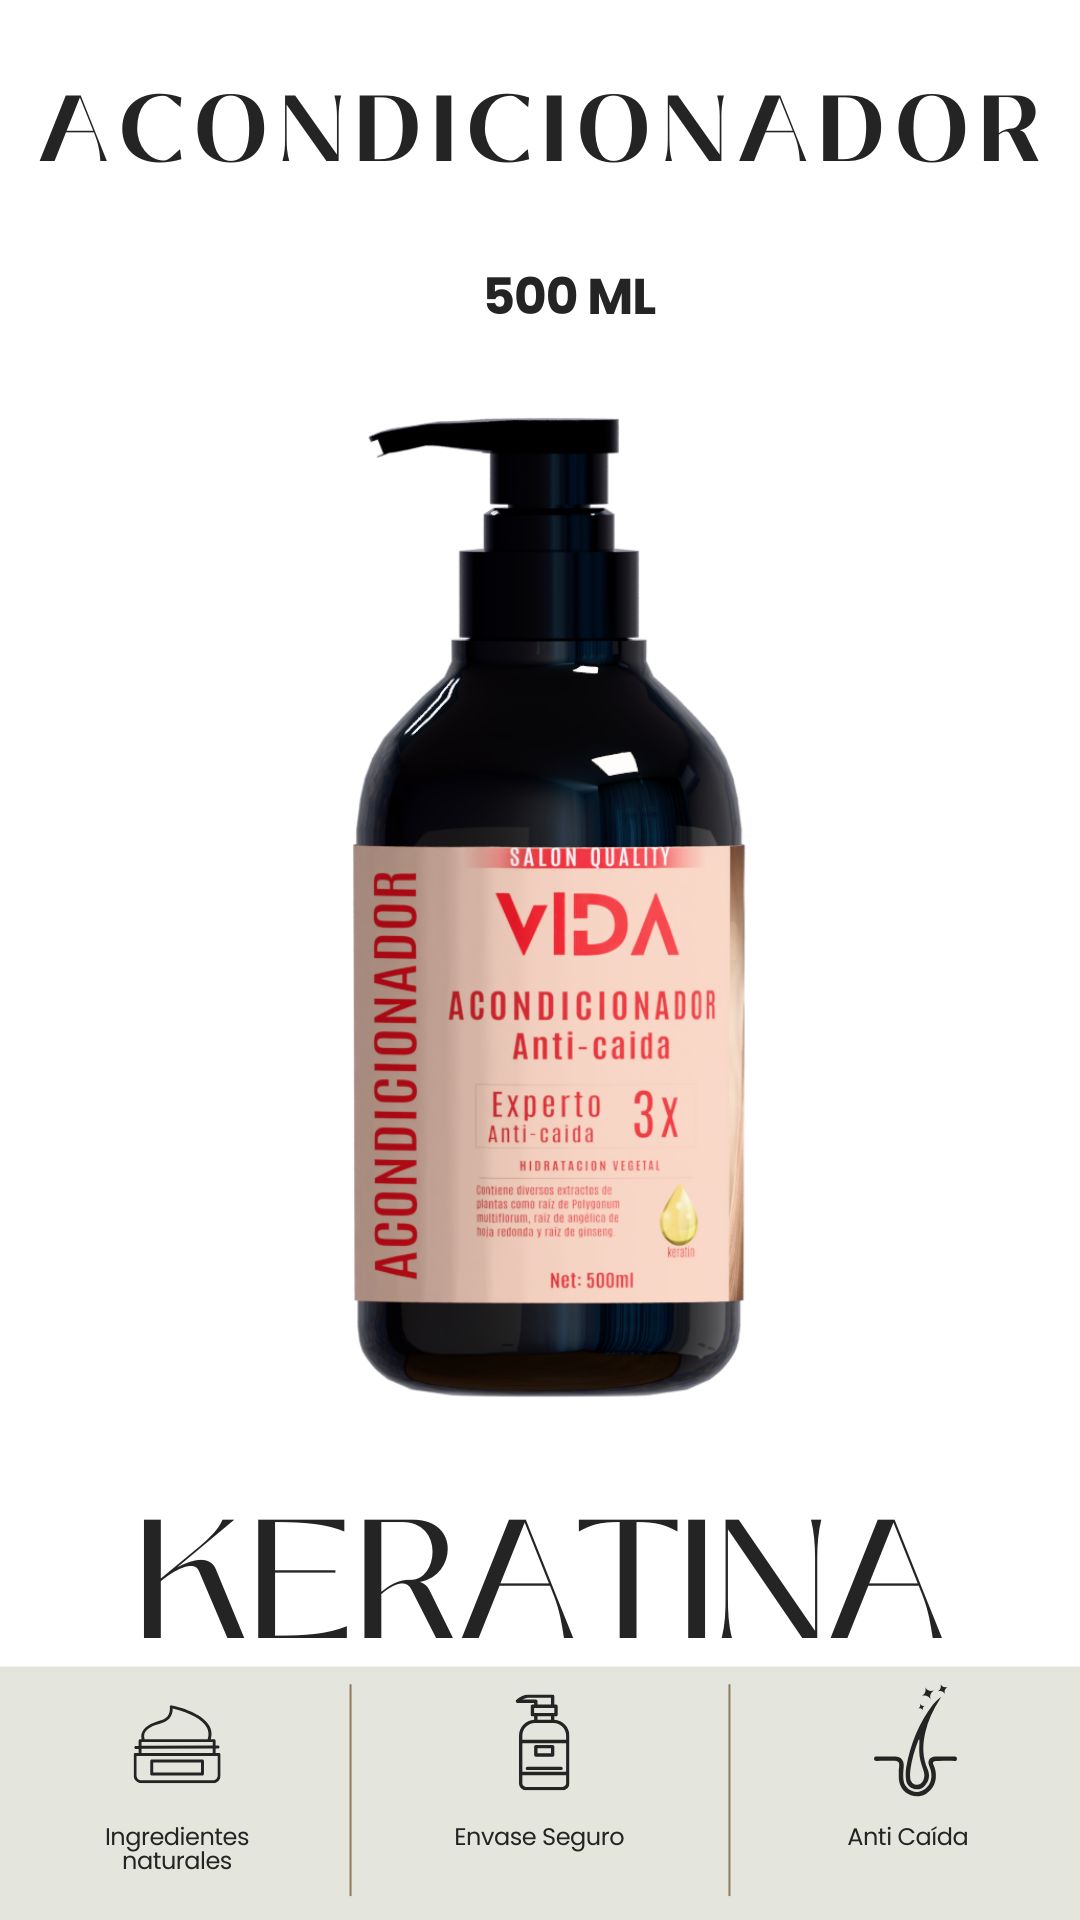 ACONDICIONADOR
500 ML
SALON QUALITY
VIDA
ACONDICIONADOR
ACONDICIONADOR
Anti-caida
Experto
Anti-caida
3x
HIDRATACION VEGETAL
Contiene diversos extractos de
plantas como raíz de Polygonum
multiflorum, raíz de angélica de
hoja redonda y raíz de ginseng.
keratin
Net: 500ml
KERATINA
Ingredientes
naturales
Envase Seguro
Anti Caída